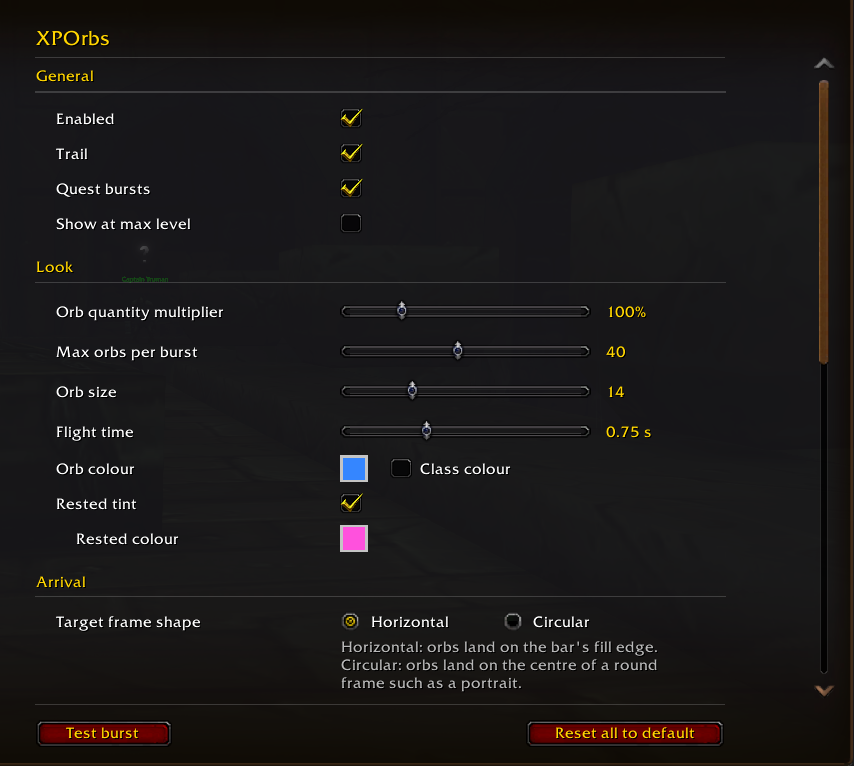 XPOrbs
General
Enabled
Trail
Quest bursts
Show at max level
?
Captain Truman
Look
Orb quantity multiplier 100%
Max orbs per burst 40
Orb size 14
Flight time 0.75 s
Orb colour Class colour
Rested tint
Rested colour
Arrival
Target frame shape Horizontal Circular
Horizontal: orbs land on the bar's fill edge.
Circular: orbs land on the centre of a round
frame such as a portrait.
Test burst Reset all to default